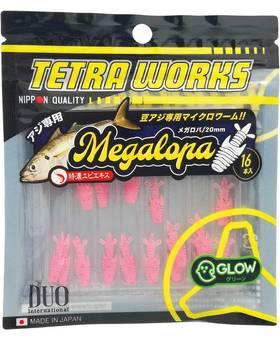 TETRA WORKS
NIPPON QUALITY
アジ専用
豆アジ専用マイクロワーム!!
メガロパ/20mm
Megalopa
16本入
特濃エビエキス
GLOW
グリーン
DUO
international
MADE IN JAPAN